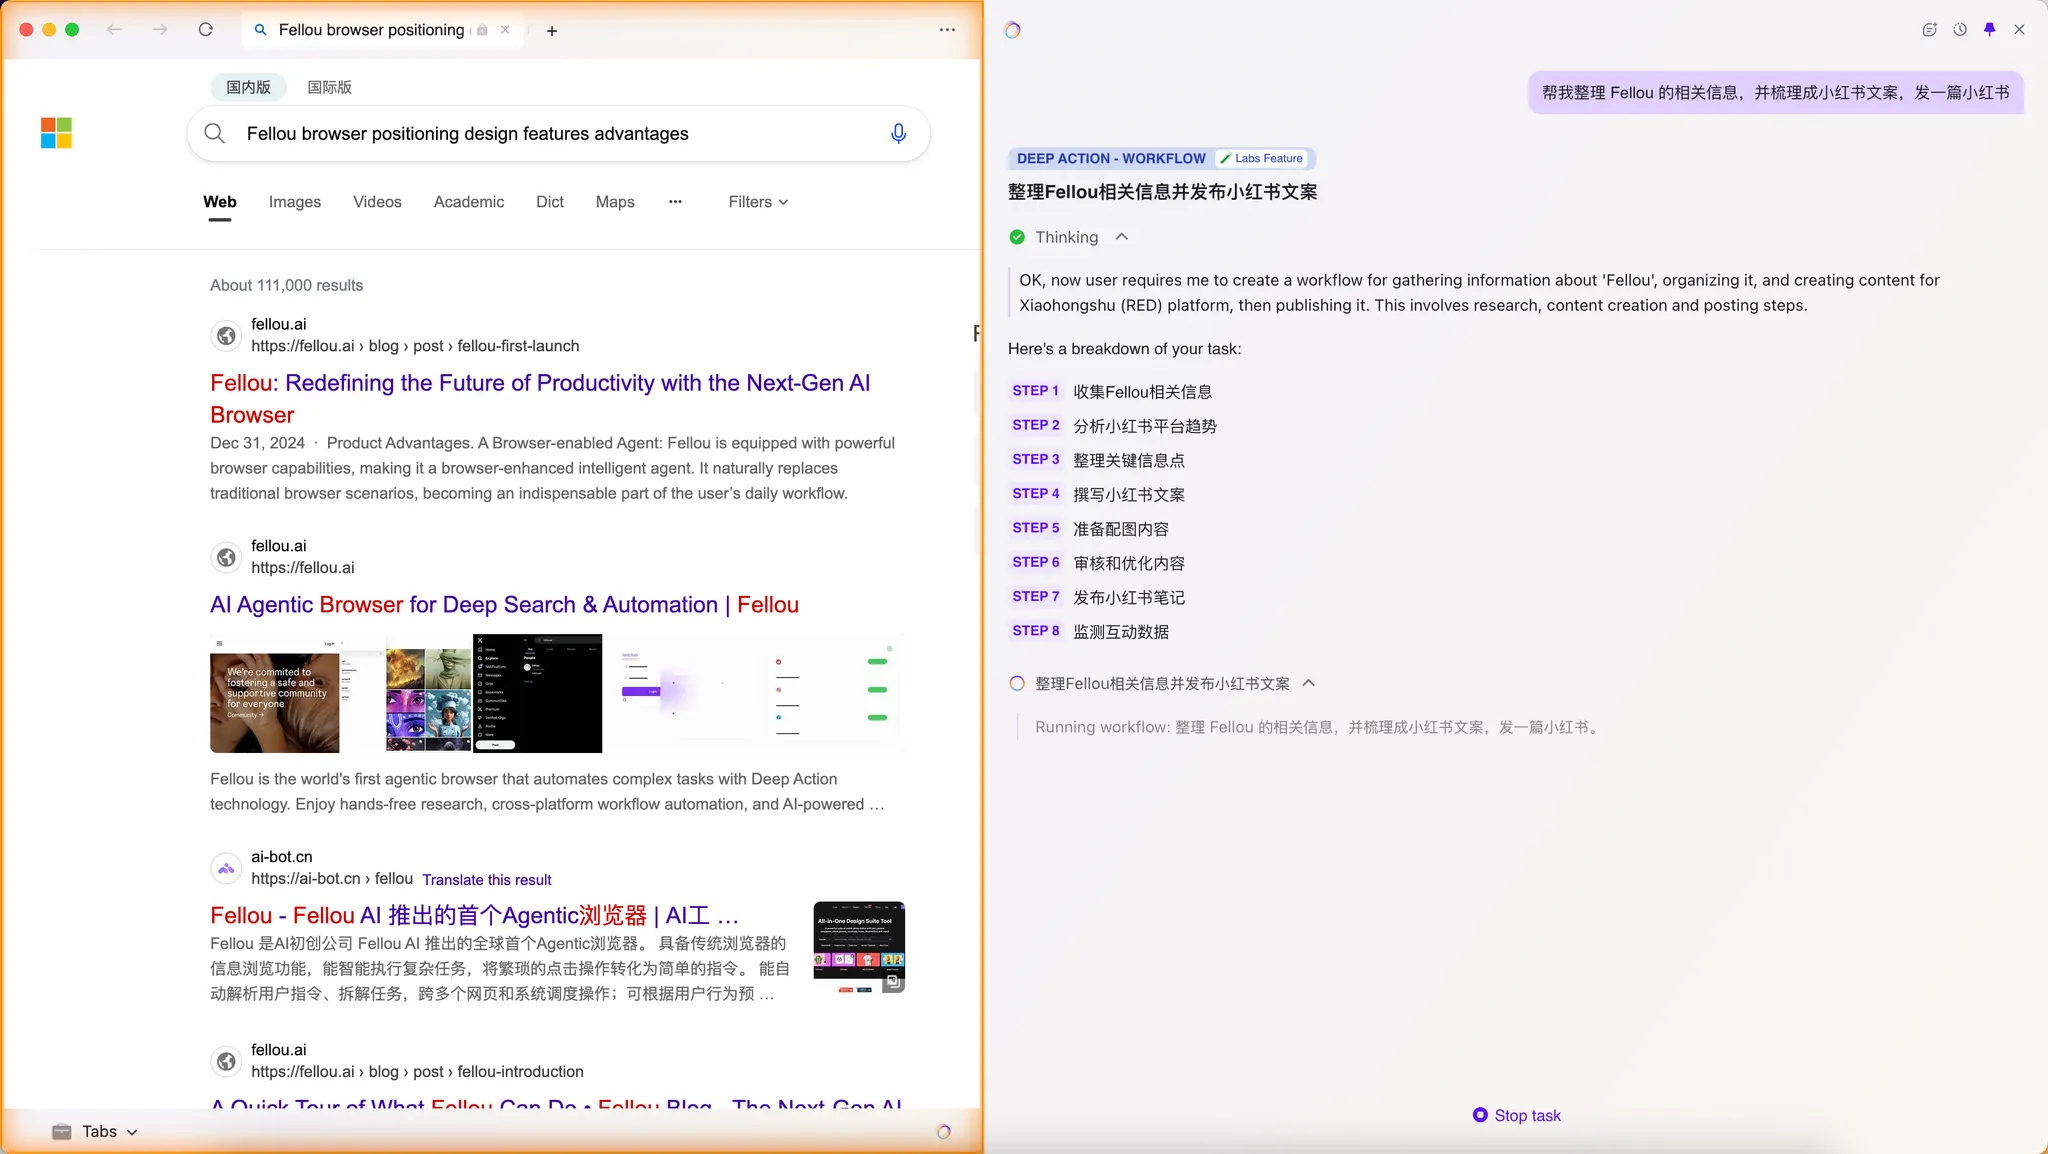 Fellou browser positioning
国内版 国际版
Fellou browser positioning design features advantages
Web Images Videos Academic Dict Maps ··· Filters
About 111,000 results
fellou.ai
https://fellou.ai › blog › post › fellou-first-launch
Fellou: Redefining the Future of Productivity with the Next-Gen AI
Browser
Dec 31, 2024 · Product Advantages. A Browser-enabled Agent: Fellou is equipped with powerful
browser capabilities, making it a browser-enhanced intelligent agent. It naturally replaces
traditional browser scenarios, becoming an indispensable part of the user's daily workflow.
fellou.ai
https://fellou.ai
AI Agentic Browser for Deep Search & Automation | Fellou
We're commited to
fostering a safe and
supportive community
for everyone
Community →
Fellou is the world's first agentic browser that automates complex tasks with Deep Action
technology. Enjoy hands-free research, cross-platform workflow automation, and AI-powered …
ai-bot.cn
https://ai-bot.cn › fellou Translate this result
Fellou - Fellou AI 推出的首个Agentic浏览器 | AI工 …
Fellou 是AI初创公司 Fellou AI 推出的全球首个Agentic浏览器。 具备传统浏览器的
信息浏览功能，能智能执行复杂任务，将繁琐的点击操作转化为简单的指令。 能自
动解析用户指令、拆解任务，跨多个网页和系统调度操作；可根据用户行为预 …
All-in-One Design Suite Tool
fellou.ai
https://fellou.ai › blog › post › fellou-introduction
A Quick Tour of What Fellou Can Do • Fellou Blog - The Next-Gen AI
Tabs
帮我整理 Fellou 的相关信息，并梳理成小红书文案，发一篇小红书
DEEP ACTION - WORKFLOW Labs Feature
整理Fellou相关信息并发布小红书文案
Thinking
OK, now user requires me to create a workflow for gathering information about 'Fellou', organizing it, and creating content for
Xiaohongshu (RED) platform, then publishing it. This involves research, content creation and posting steps.
Here's a breakdown of your task:
STEP 1 收集Fellou相关信息
STEP 2 分析小红书平台趋势
STEP 3 整理关键信息点
STEP 4 撰写小红书文案
STEP 5 准备配图内容
STEP 6 审核和优化内容
STEP 7 发布小红书笔记
STEP 8 监测互动数据
整理Fellou相关信息并发布小红书文案
Running workflow: 整理 Fellou 的相关信息，并梳理成小红书文案，发一篇小红书。
Stop task